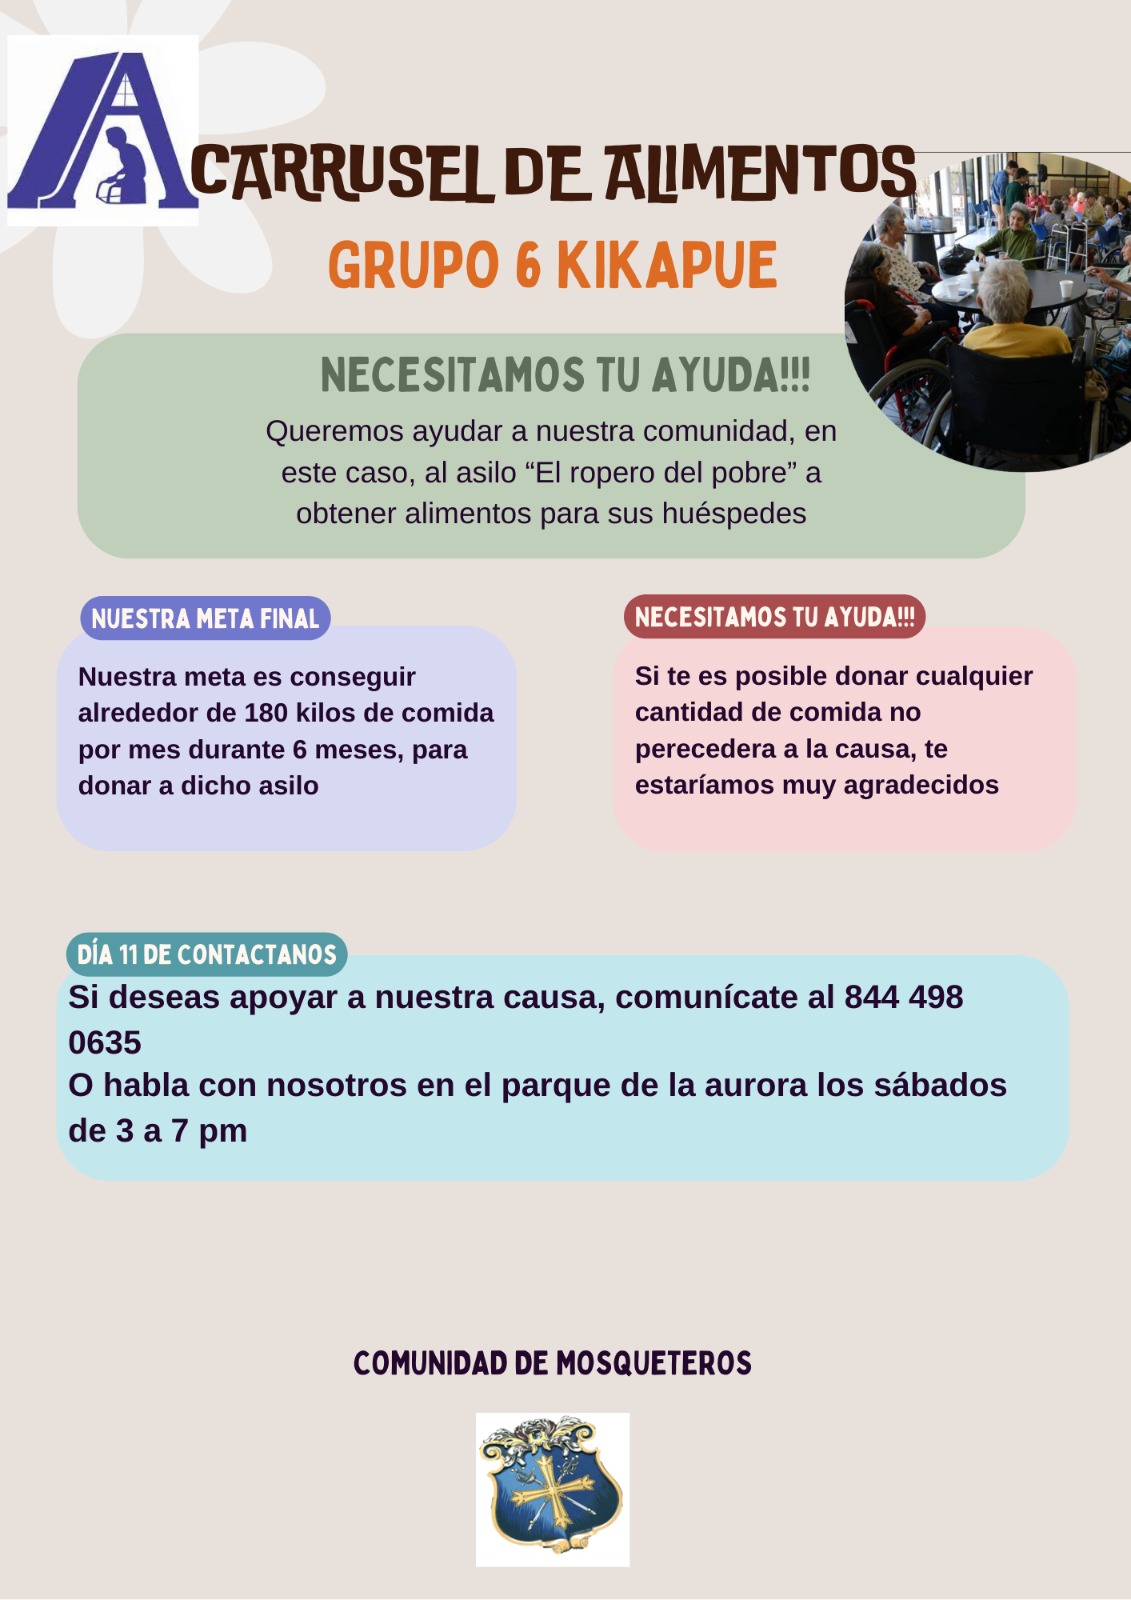 CARRUSEL DE ALIMENTOS
GRUPO 6 KIKAPUE
NECESITAMOS TU AYUDA!!!
Queremos ayudar a nuestra comunidad, en
este caso, al asilo “El ropero del pobre” a
obtener alimentos para sus huéspedes
NUESTRA META FINAL
Nuestra meta es conseguir
alrededor de 180 kilos de comida
por mes durante 6 meses, para
donar a dicho asilo
NECESITAMOS TU AYUDA!!!
Si te es posible donar cualquier
cantidad de comida no
perecedera a la causa, te
estaríamos muy agradecidos
DÍA 11 DE CONTACTANOS
Si deseas apoyar a nuestra causa, comunícate al 844 498
0635
O habla con nosotros en el parque de la aurora los sábados
de 3 a 7 pm
COMUNIDAD DE MOSQUETEROS